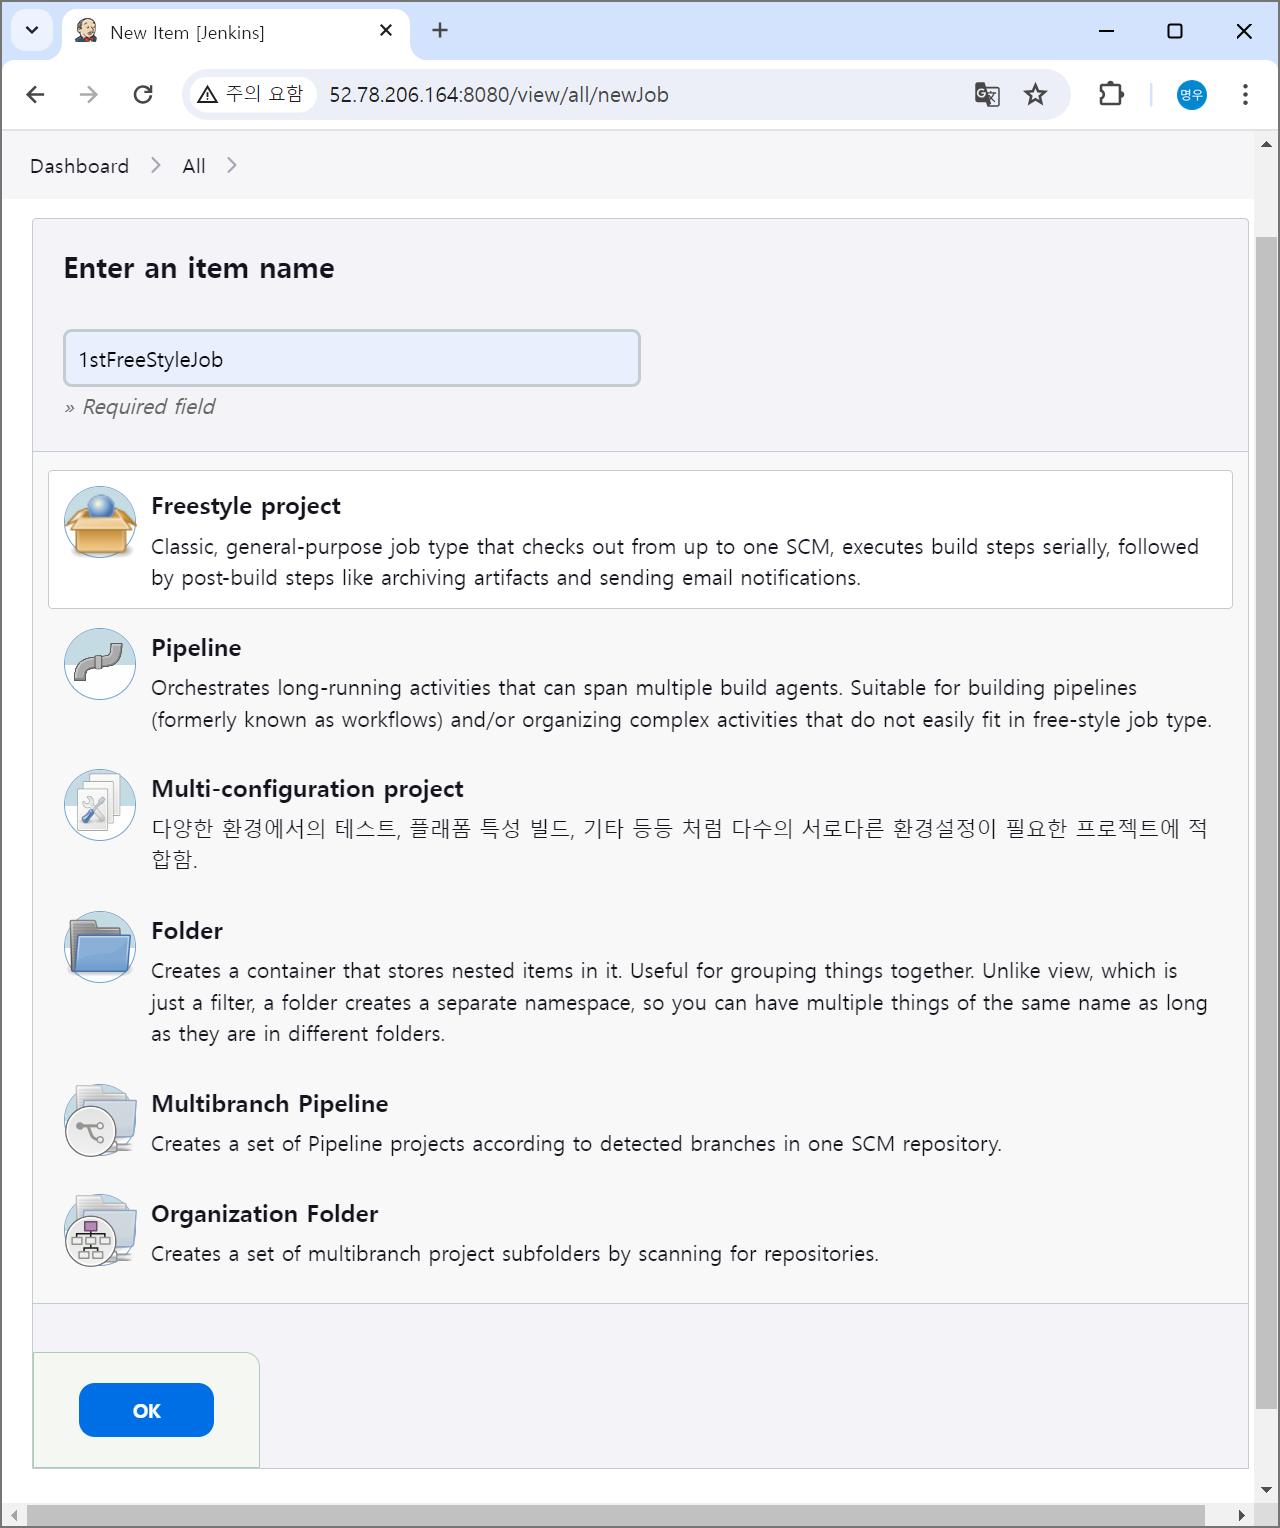 New Item [Jenkins]
주의 요함 52.78.206.164:8080/view/all/newJob
명우
Dashboard All
Enter an item name
1stFreeStyleJob
» Required field
Freestyle project
Classic, general-purpose job type that checks out from up to one SCM, executes build steps serially, followed
by post-build steps like archiving artifacts and sending email notifications.
Pipeline
Orchestrates long-running activities that can span multiple build agents. Suitable for building pipelines
(formerly known as workflows) and/or organizing complex activities that do not easily fit in free-style job type.
Multi-configuration project
다양한 환경에서의 테스트, 플래폼 특성 빌드, 기타 등등 처럼 다수의 서로다른 환경설정이 필요한 프로젝트에 적
합함.
Folder
Creates a container that stores nested items in it. Useful for grouping things together. Unlike view, which is
just a filter, a folder creates a separate namespace, so you can have multiple things of the same name as long
as they are in different folders.
Multibranch Pipeline
Creates a set of Pipeline projects according to detected branches in one SCM repository.
Organization Folder
Creates a set of multibranch project subfolders by scanning for repositories.
OK